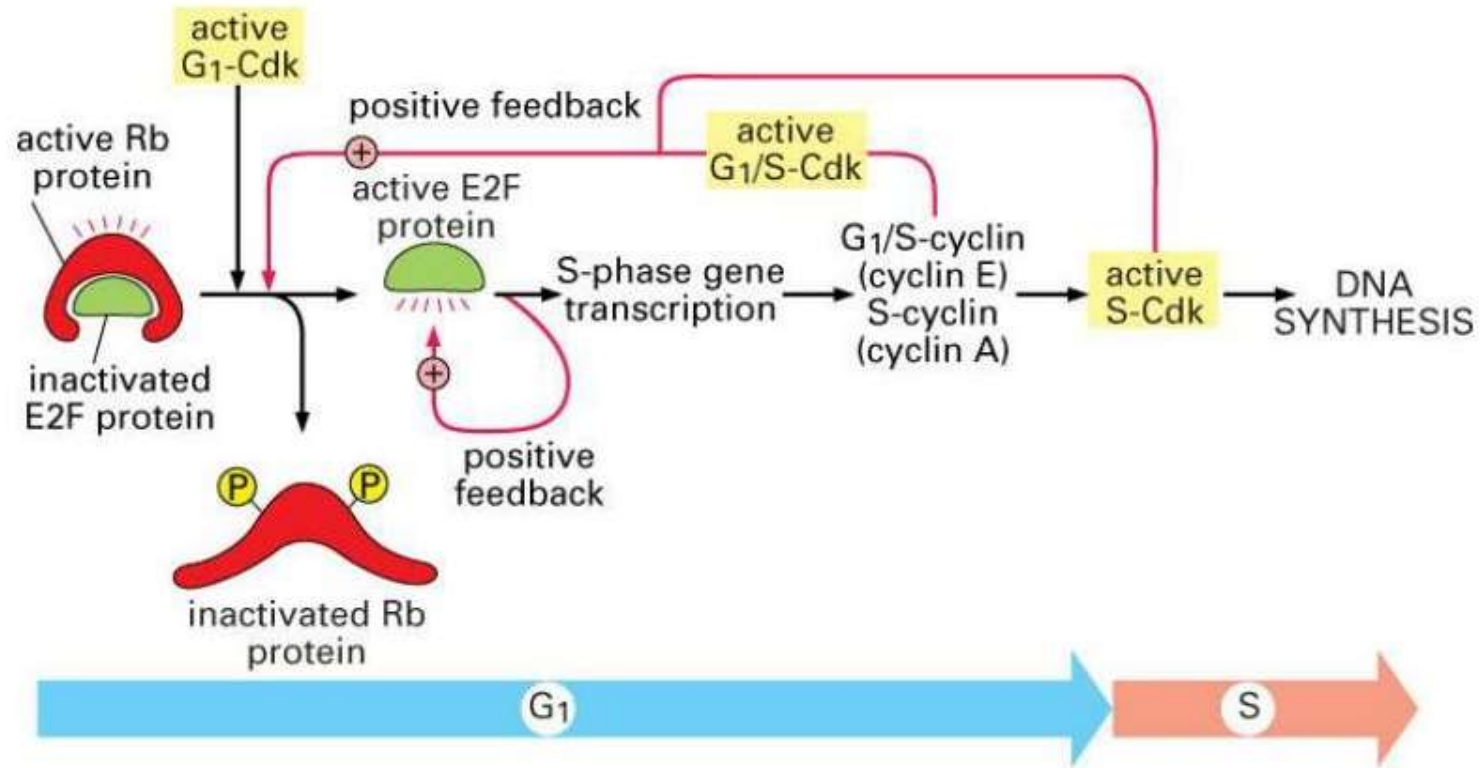 active
G1-Cdk
positive feedback
+
active
G1/S-Cdk
active Rb
protein
active E2F
protein
G1/S-cyclin
(cyclin E)
S-cyclin
(cyclin A)
S-phase gene
transcription
active
S-Cdk
DNA
SYNTHESIS
inactivated
E2F protein
+
positive
feedback
P
P
inactivated Rb
protein
G1
S